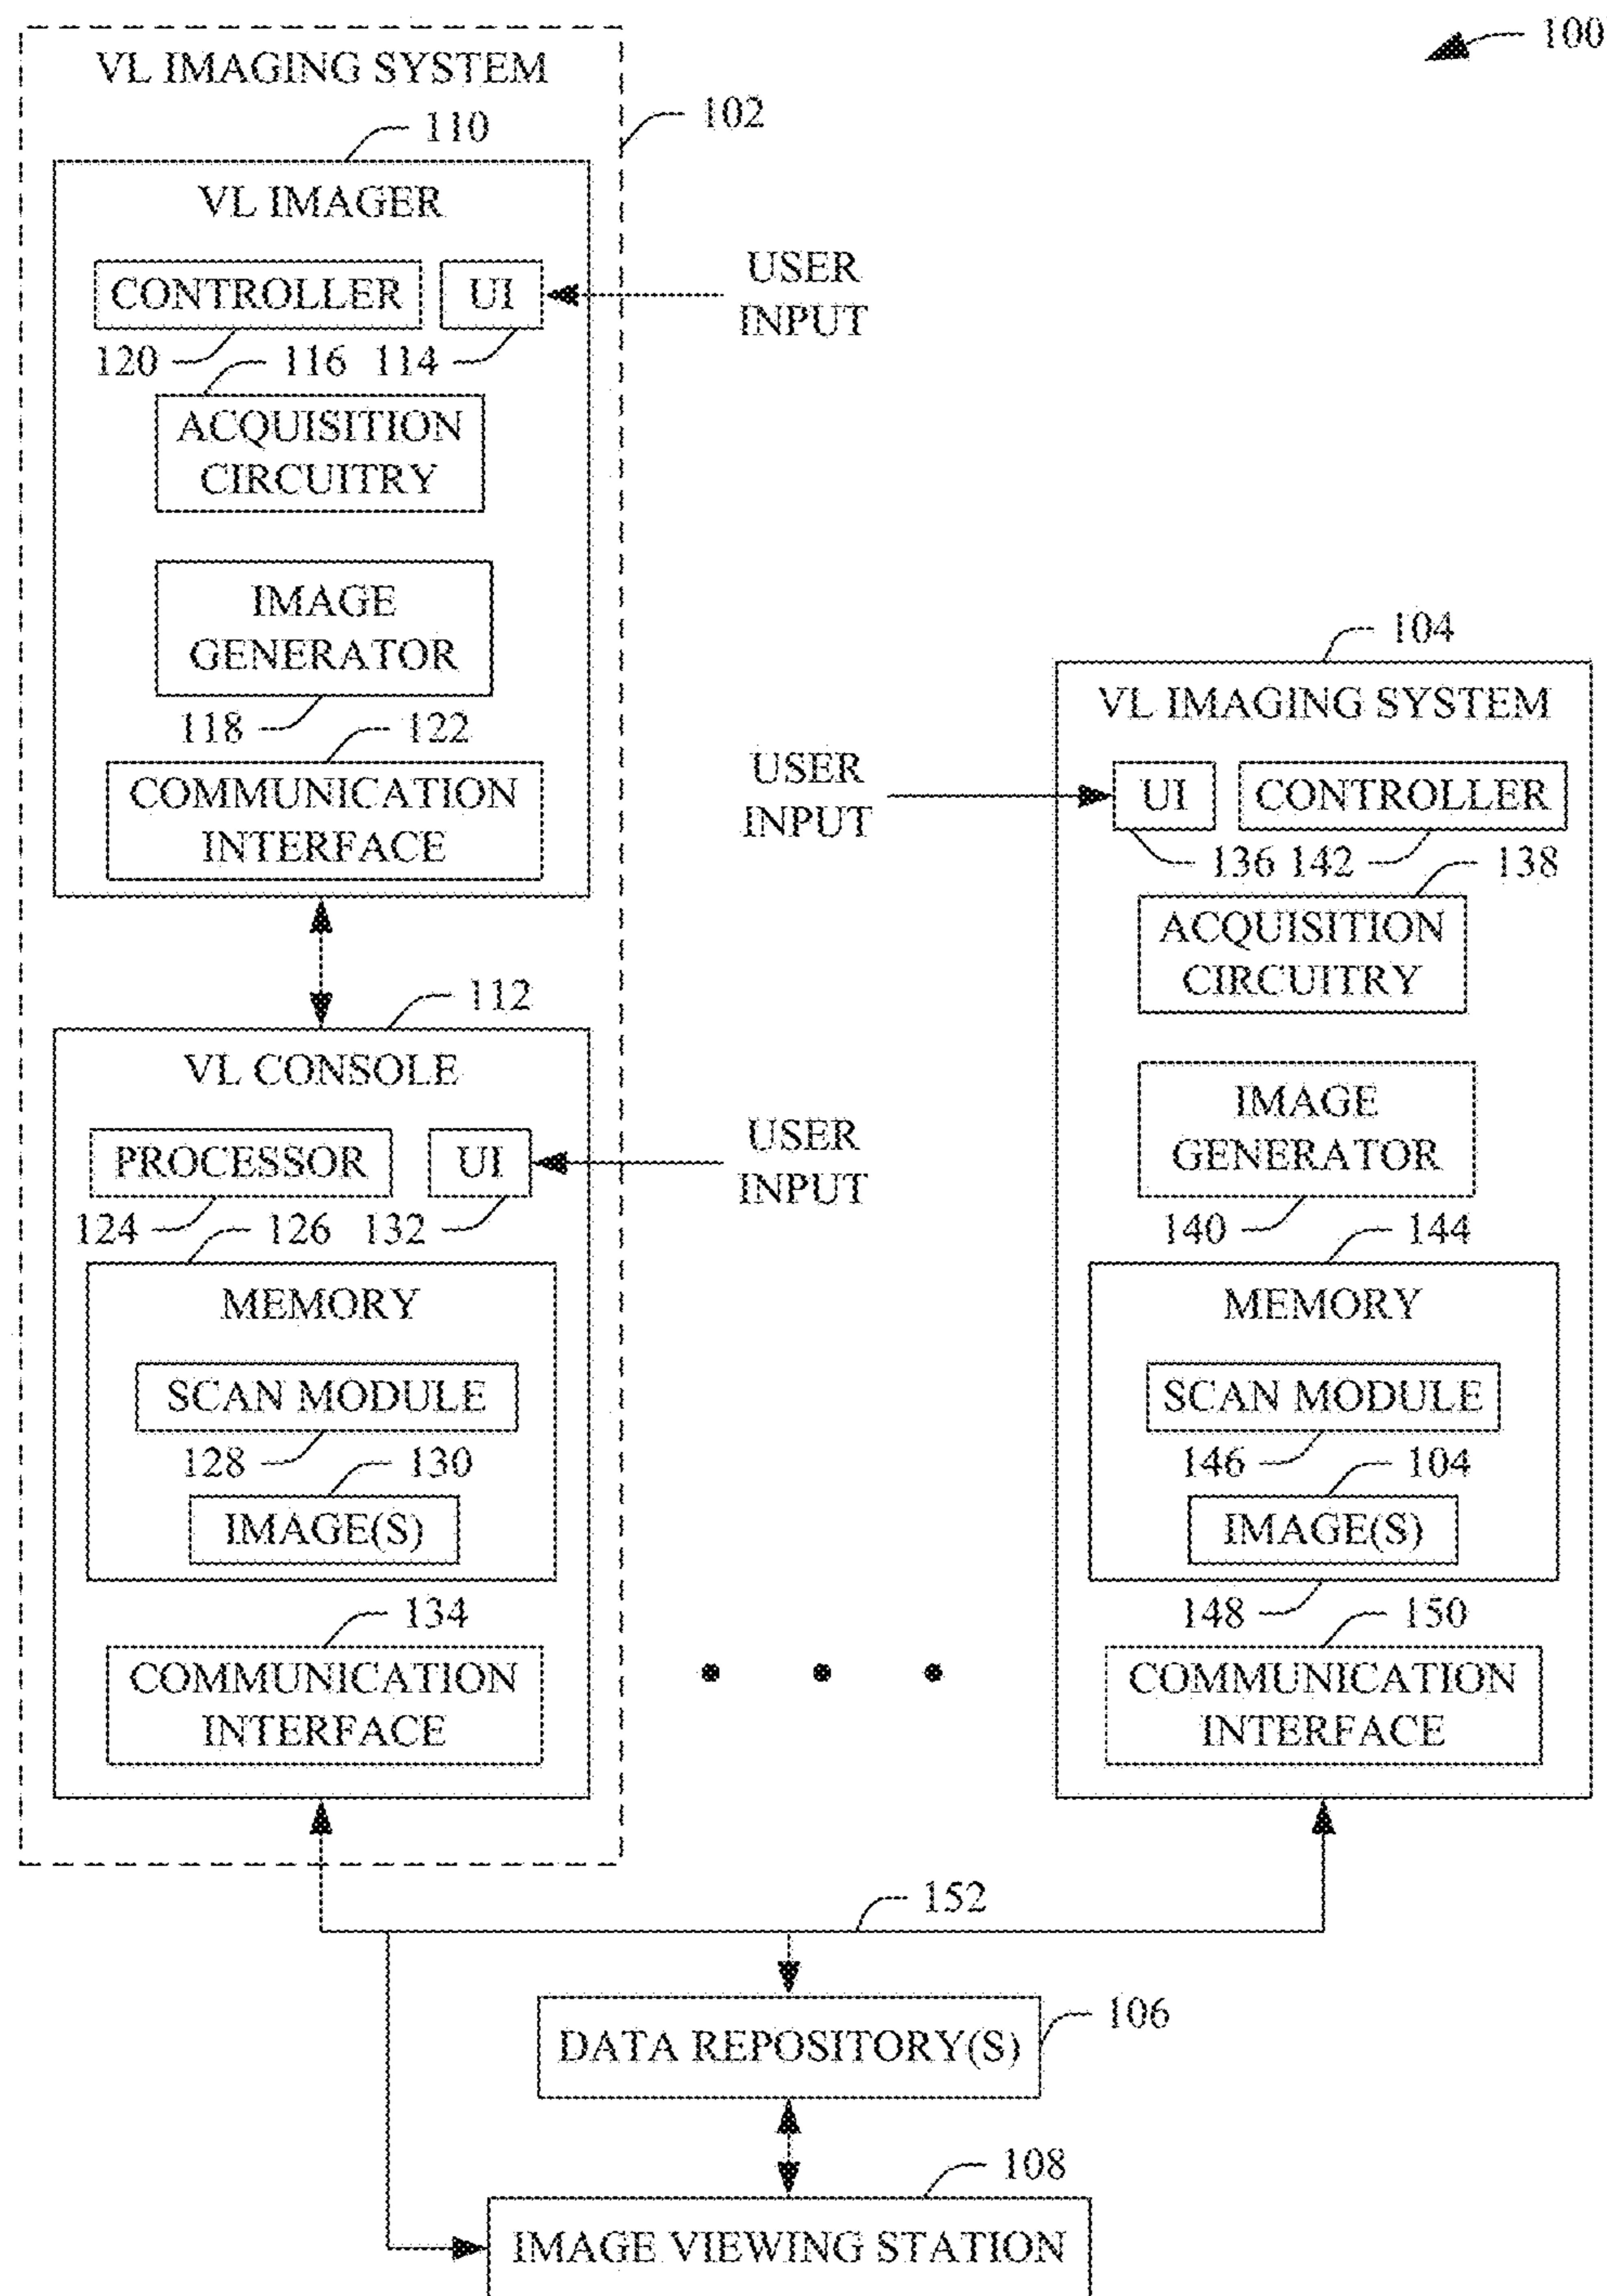 100
VL IMAGING SYSTEM
102
110
VL IMAGER
CONTROLLER
UI
USER
INPUT
120
116
114
ACQUISITION
CIRCUITRY
IMAGE
GENERATOR
118
122
COMMUNICATION
INTERFACE
112
VL CONSOLE
PROCESSOR
UI
USER
INPUT
124
126
132
MEMORY
SCAN MODULE
128
130
IMAGE(S)
134
COMMUNICATION
INTERFACE
104
VL IMAGING SYSTEM
USER
INPUT
UI
CONTROLLER
136
142
138
ACQUISITION
CIRCUITRY
IMAGE
GENERATOR
140
144
MEMORY
SCAN MODULE
146
104
IMAGE(S)
148
150
COMMUNICATION
INTERFACE
152
106
DATA REPOSITORY(S)
108
IMAGE VIEWING STATION